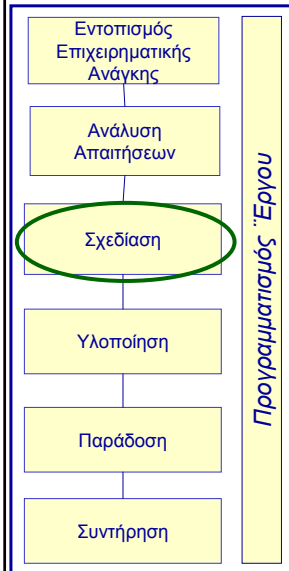 Εντοπισμός
Επιχειρηματικής
Ανάγκης
Ανάλυση
Απαιτήσεων
Σχεδίαση
Υλοποίηση
Παράδοση
Συντήρηση
Προγραμματισμός ¨Εργου